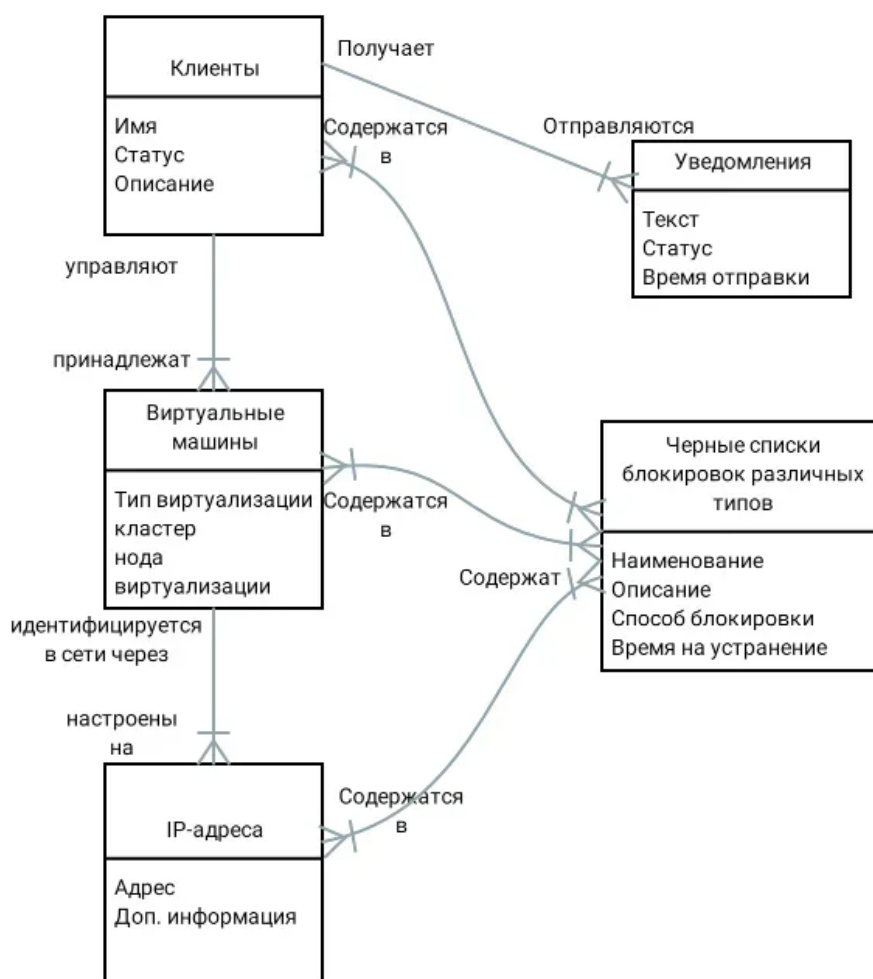 Получает
Клиенты
Имя
Статус
Описание
Содержатся
в
Отправляются
Уведомления
Текст
Статус
Время отправки
управляют
принадлежат
Виртуальные
машины
Тип виртуализации
кластер
нода
виртуализации
Содержатся
в
Черные списки
блокировок различных
типов
Содержат
Наименование
Описание
Способ блокировки
Время на устранение
идентифицируется
в сети через
настроены
на
IP-адреса
Адрес
Доп. информация
Содержатся
в